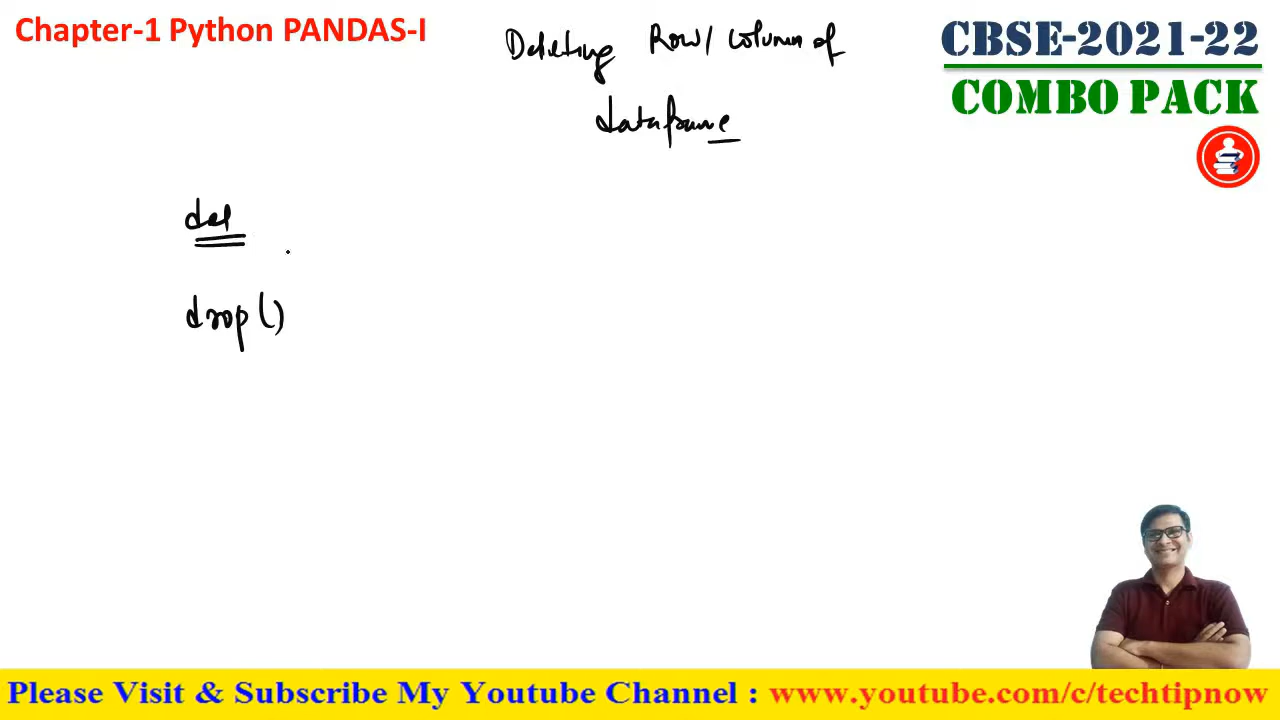 Chapter-1 Python PANDAS-I
CBSE-2021-22
COMBO PACK
Deleting Row/Column of
dataframe
del
drop()
Please Visit & Subscribe My Youtube Channel : www.youtube.com/c/techtipnow